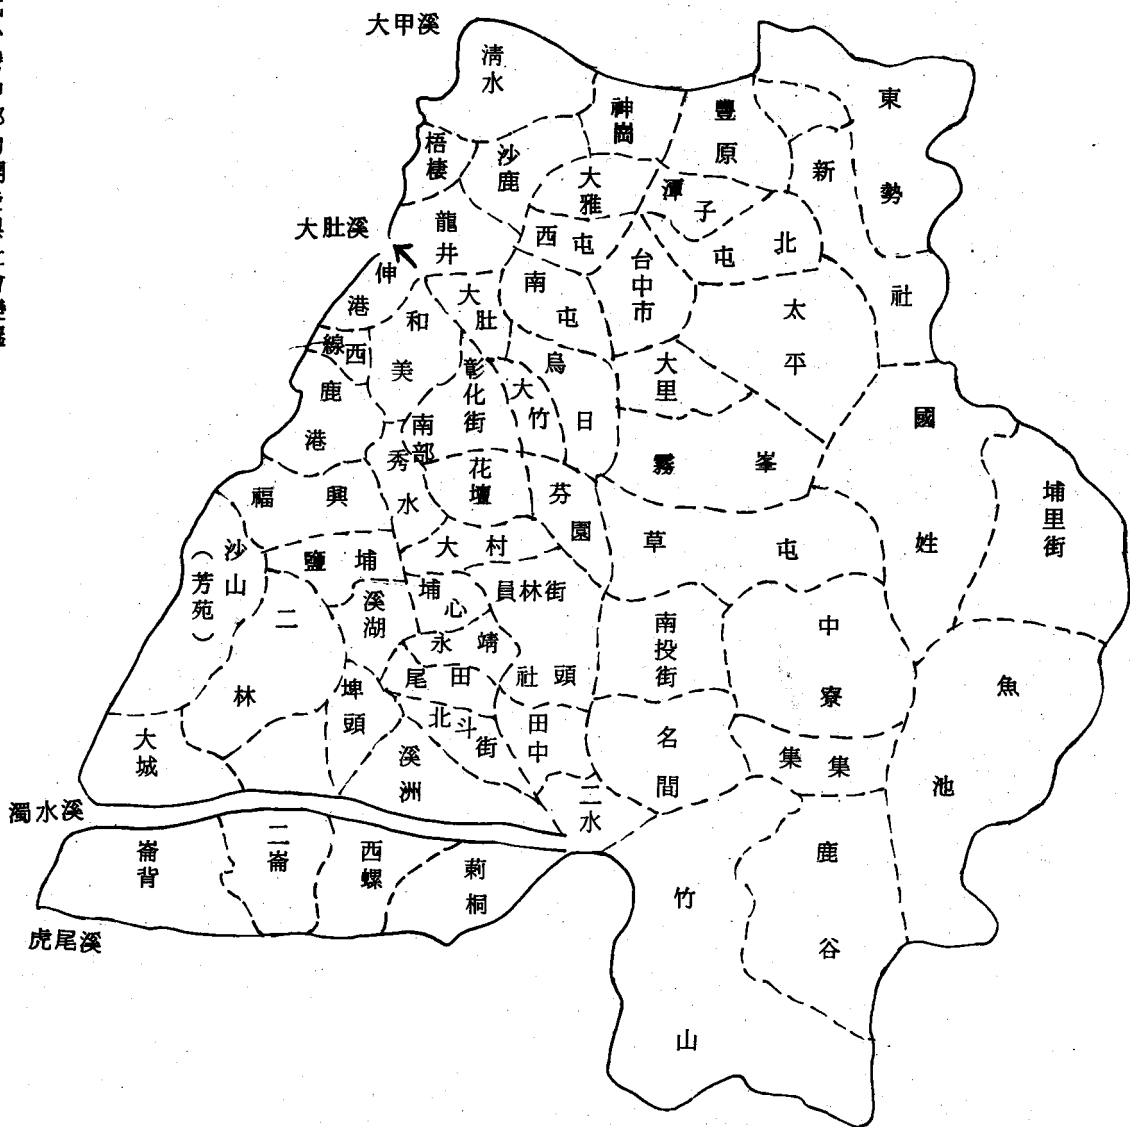 大甲溪
清水
神崗
豐原
東勢
梧棲
沙鹿
大雅
潭子
新社
大肚溪
龍井
西屯
北屯
伸港
大肚
南屯
台中市
太平
線西
和美
彰化街
大竹
烏日
大里
國姓
鹿港
南部
秀水
花壇
芬園
霧峯
埔里街
福興
大村
草屯
沙山
（芳苑）
鹽埔
溪湖
埔心
員林街
南投街
中寮
二林
永靖
田尾
社頭
魚池
埤頭
北斗街
田中
名間
集集
大城
溪洲
二水
濁水溪
崙背
二崙
西螺
莿桐
竹山
鹿谷
虎尾溪